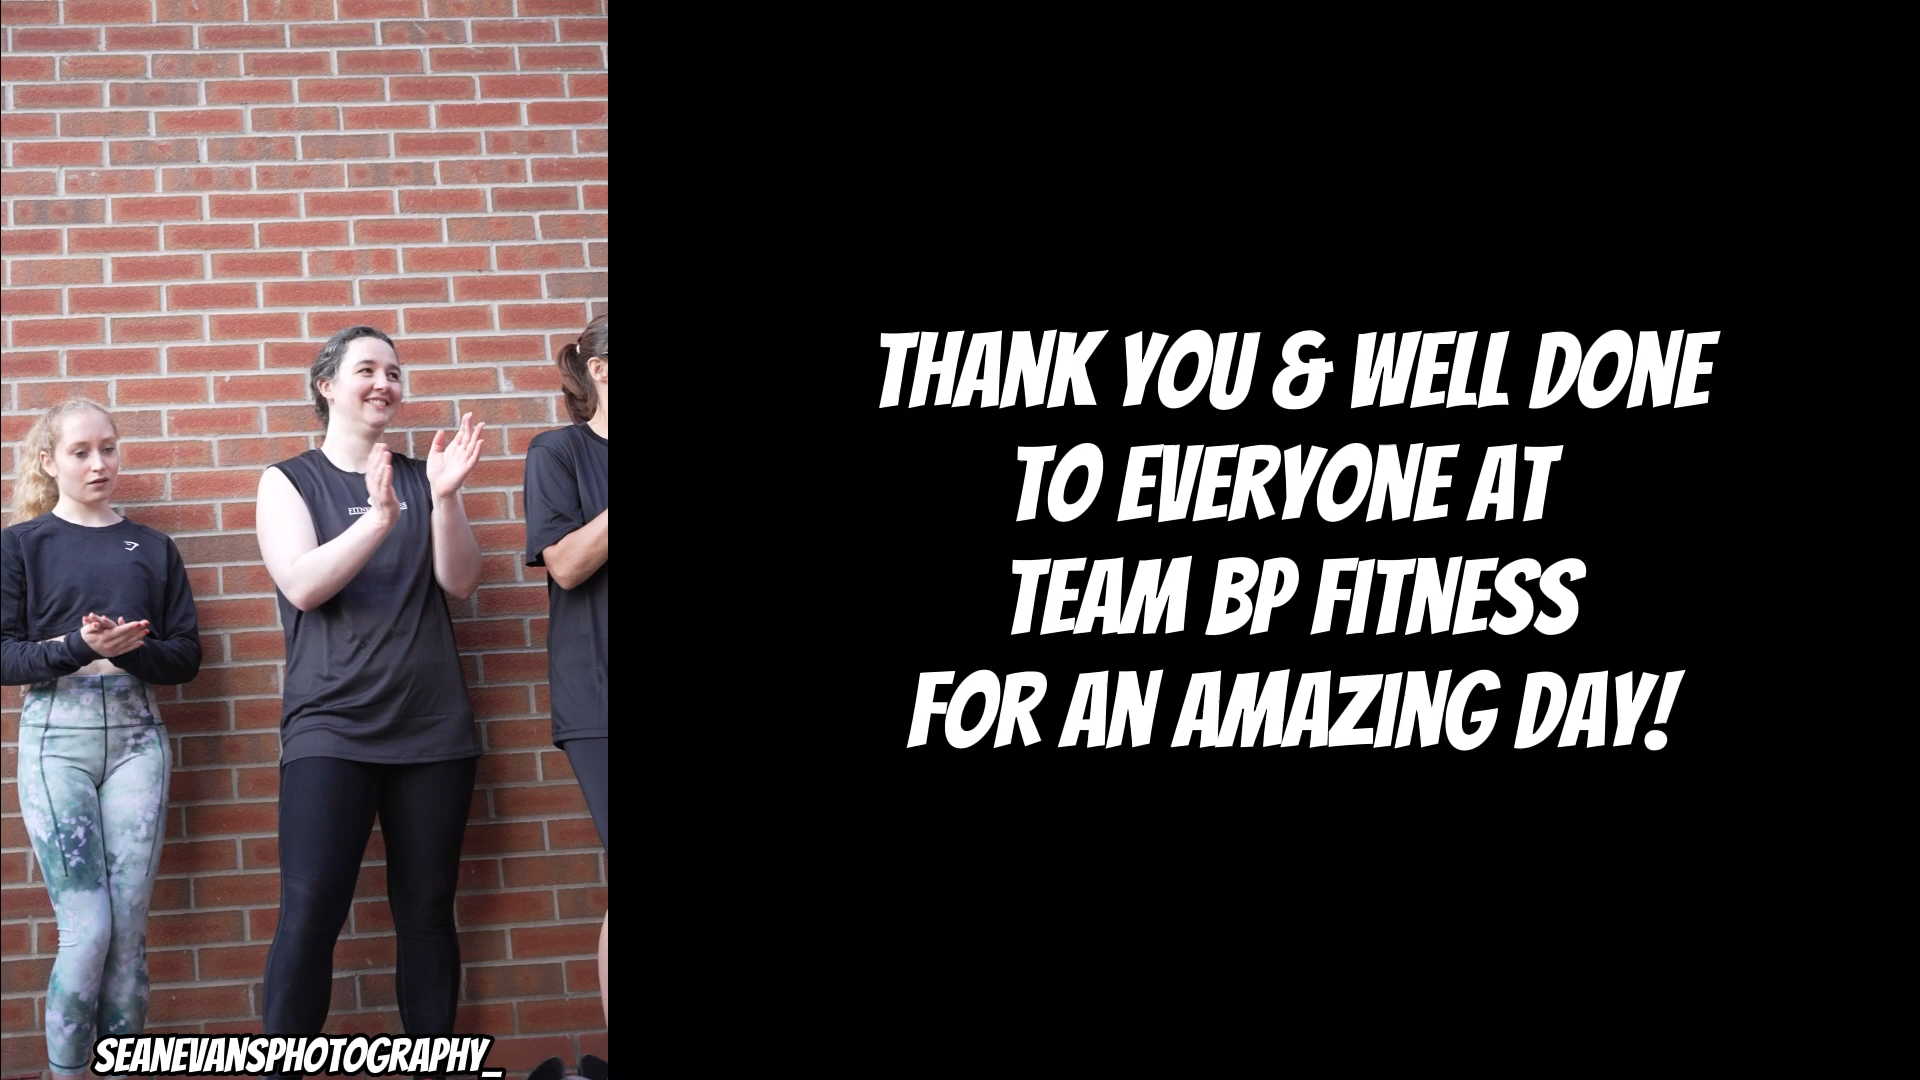 THANK YOU & WELL DONE
TO EVERYONE AT
TEAM BP FITNESS
FOR AN AMAZING DAY!
SEANEVANSPHOTOGRAPHY_